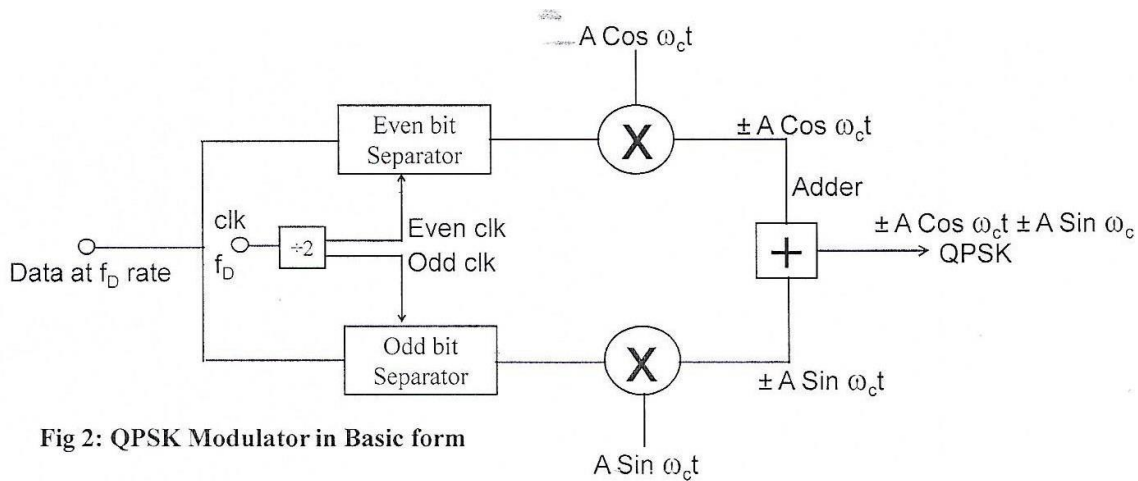 A Cos ω_ct
Even bit
Separator
X
± A Cos ω_ct
Adder
clk
f_D
÷2
Even clk
Odd clk
Data at f_D rate
+
± A Cos ω_ct ± A Sin ω_c
QPSK
Odd bit
Separator
X
± A Sin ω_ct
A Sin ω_ct
Fig 2: QPSK Modulator in Basic form